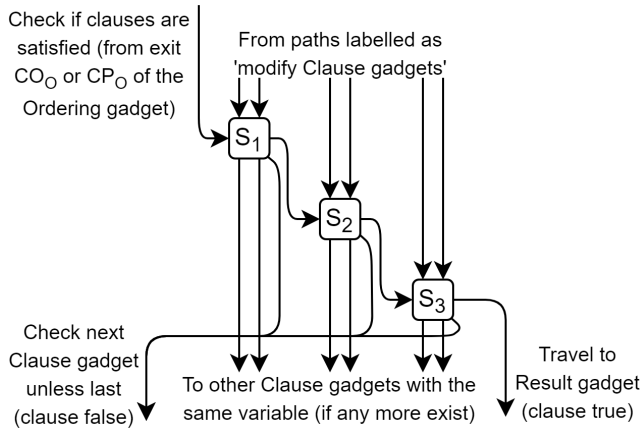 Check if clauses are
satisfied (from exit
CO_O or CP_O of the
Ordering gadget)
From paths labelled as
'modify Clause gadgets'
S_1
S_2
S_3
Check next
Clause gadget
unless last
(clause false)
To other Clause gadgets with the
same variable (if any more exist)
Travel to
Result gadget
(clause true)